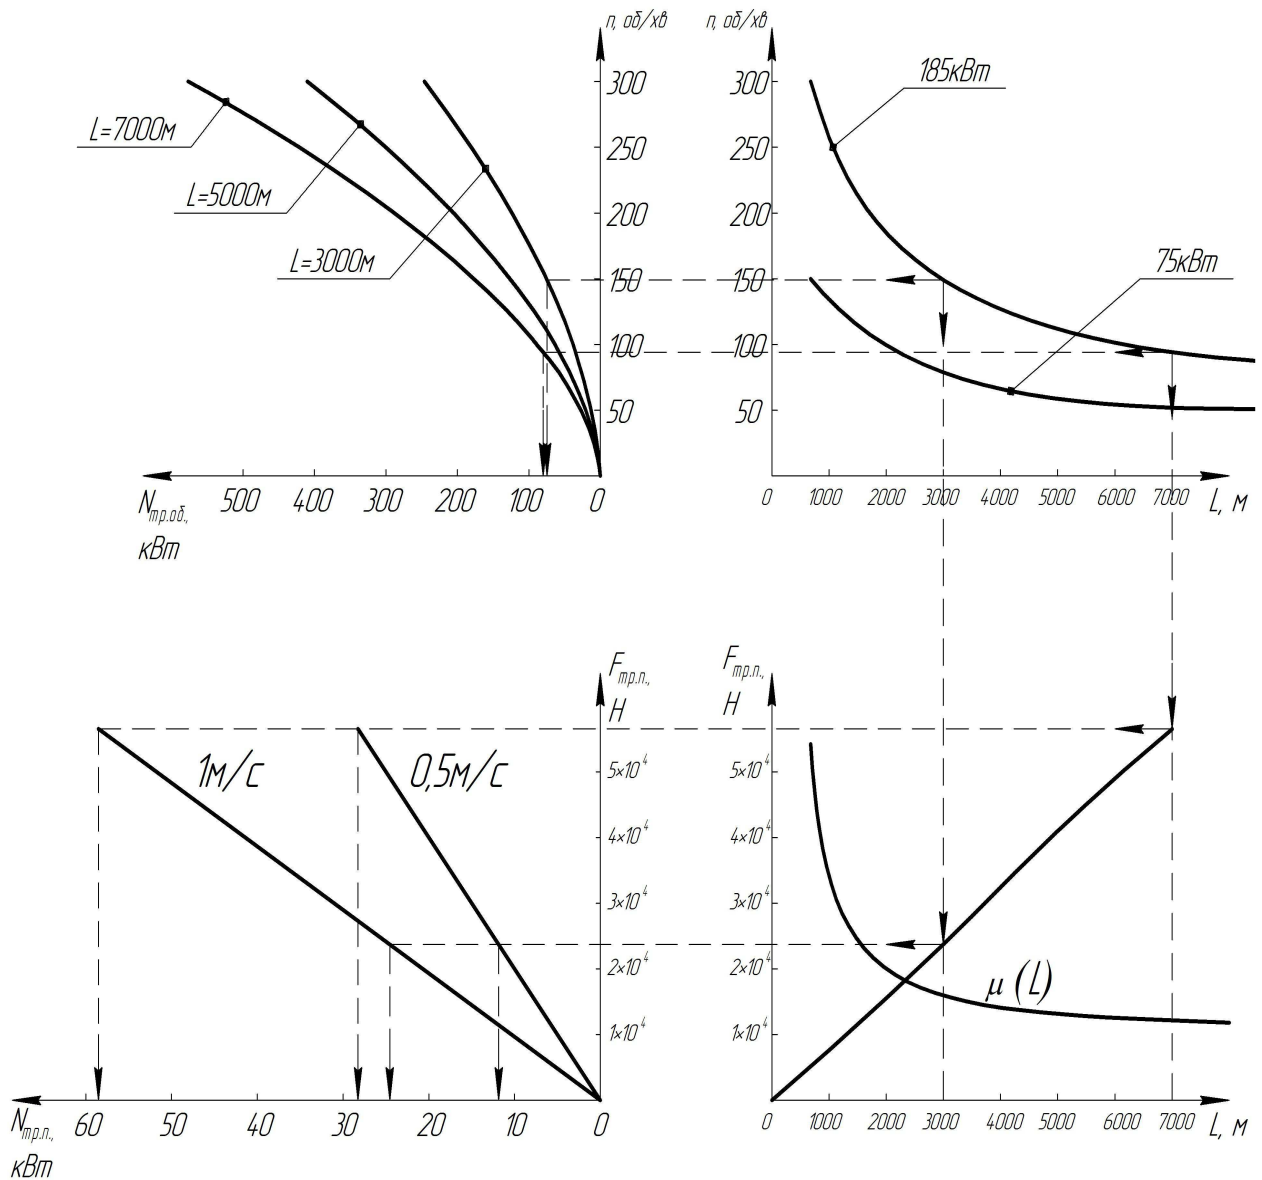 n, об/хв
n, об/хв
300
250
200
150
100
50
300
250
200
150
100
50
185кВт
75кВт
L=7000м
L=5000м
L=3000м
Nтр.об., 500 400 300 200 100 0
кВт
0 1000 2000 3000 4000 5000 6000 7000 L, м
Fтр.п.,
Н
Fтр.п.,
Н
1м/с
0,5м/с
5×10⁴
4×10⁴
3×10⁴
2×10⁴
1×10⁴
5×10⁴
4×10⁴
3×10⁴
2×10⁴
1×10⁴
μ (L)
Nтр.п., 60 50 40 30 20 10 0
кВт
0 1000 2000 3000 4000 5000 6000 7000 L, м